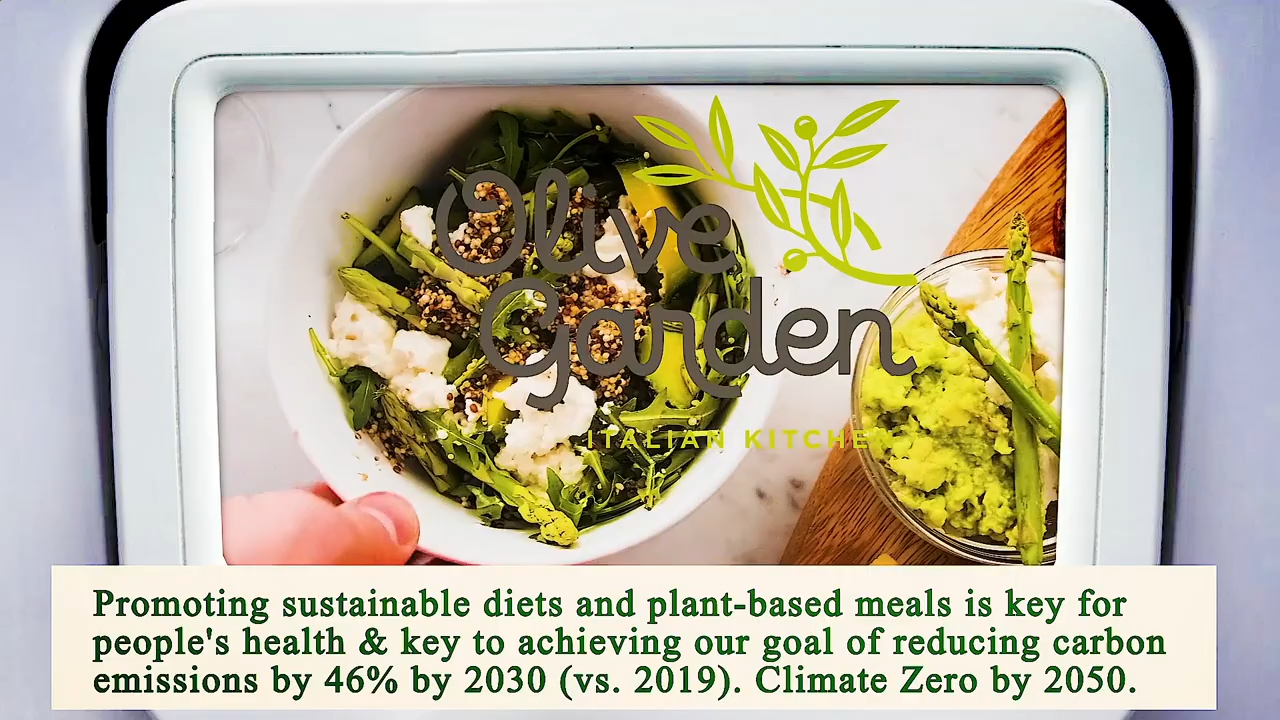 Olive
Garden
ITALIAN KITCHEN
Promoting sustainable diets and plant-based meals is key for
people's health & key to achieving our goal of reducing carbon
emissions by 46% by 2030 (vs. 2019). Climate Zero by 2050.